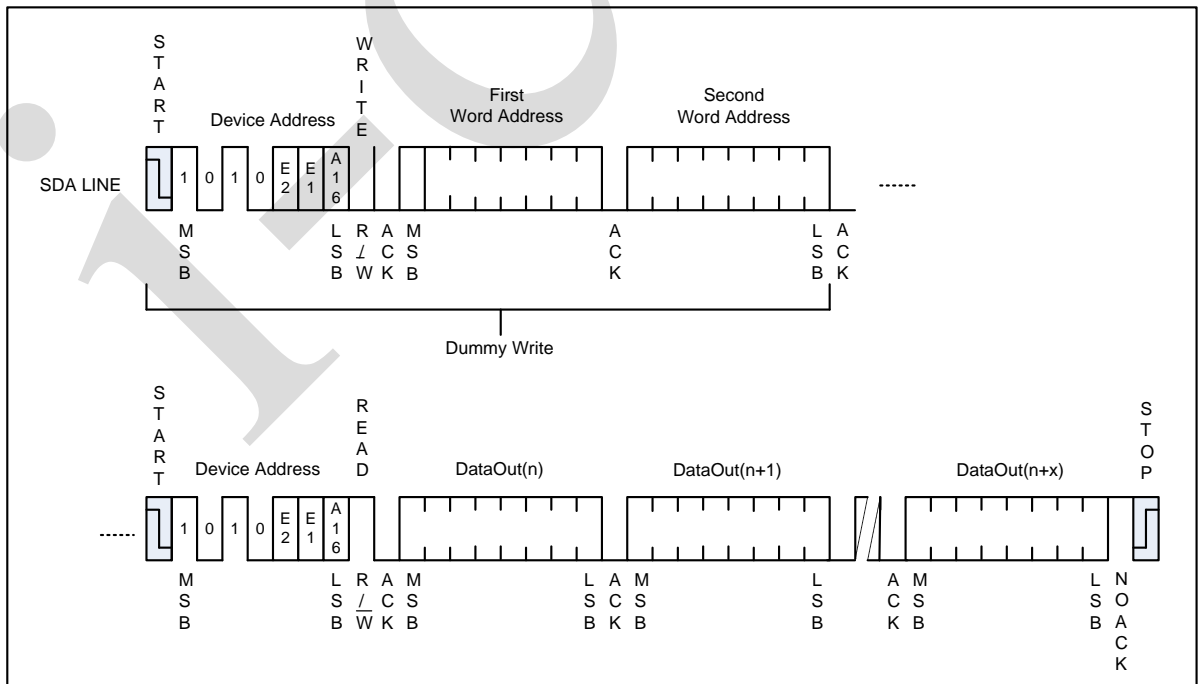 START
WRITE
Device Address
First
Word Address
Second
Word Address
SDA LINE
1 0 1 0 E2 E1 A16
......
MSB
LSB
R/W
ACK
MSB
ACK
LSB
ACK
Dummy Write
START
READ
STOP
Device Address
DataOut(n)
DataOut(n+1)
DataOut(n+x)
......
1 0 1 0 E2 E1 A16
MSB
LSB
R/W
ACK
MSB
LSB
ACK
MSB
LSB
ACK
MSB
LSB
NOACK